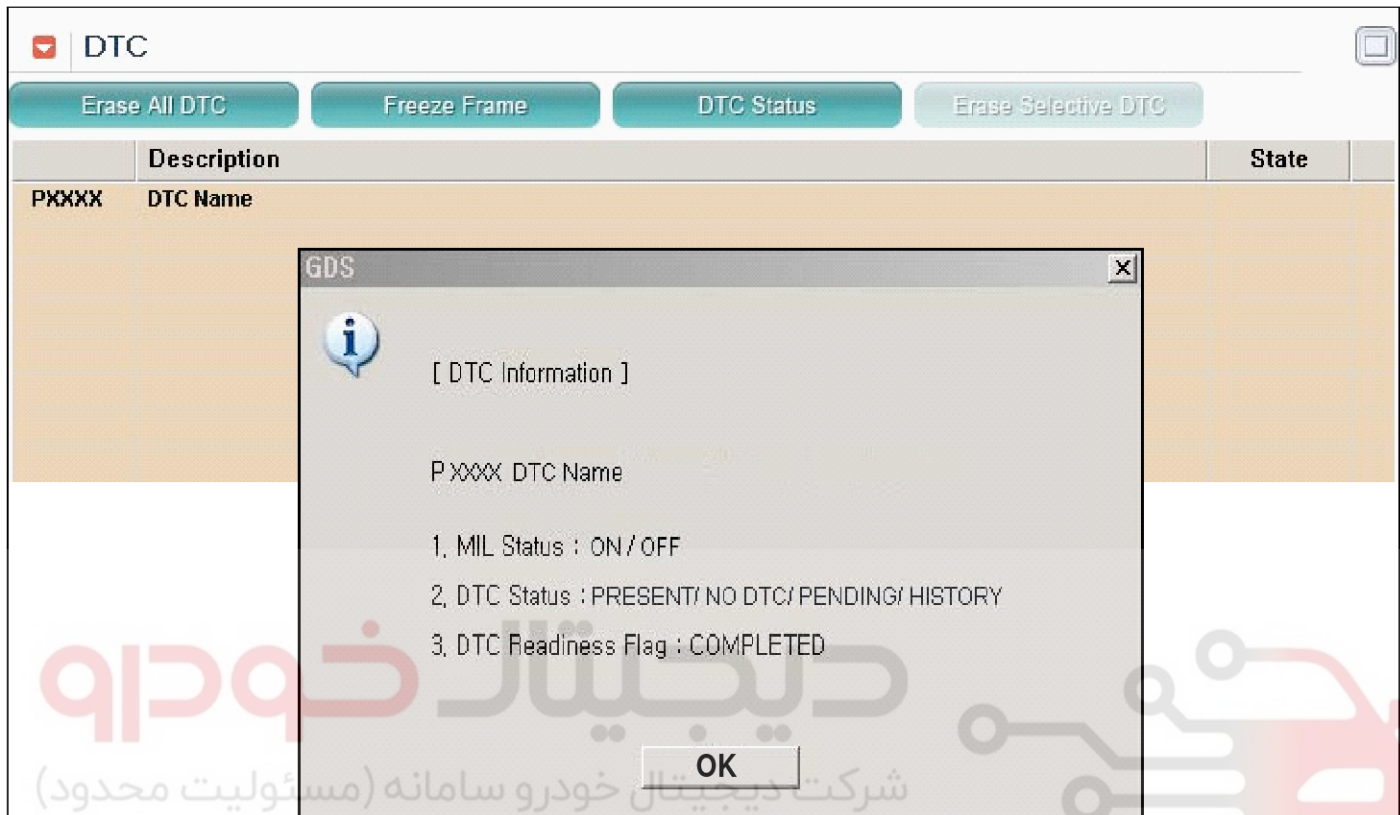 DTC
Erase All DTC Freeze Frame DTC Status Erase Selective DTC
Description State
PXXXX DTC Name
GDS
[ DTC Information ]
PXXXX DTC Name
1, MIL Status : ON / OFF
2, DTC Status : PRESENT/ NO DTC/ PENDING/ HISTORY
3, DTC Readiness Flag : COMPLETED
دیجیتال خودرو
OK
شرکت دیجیتال خودرو سامانه (مسئولیت محدود)